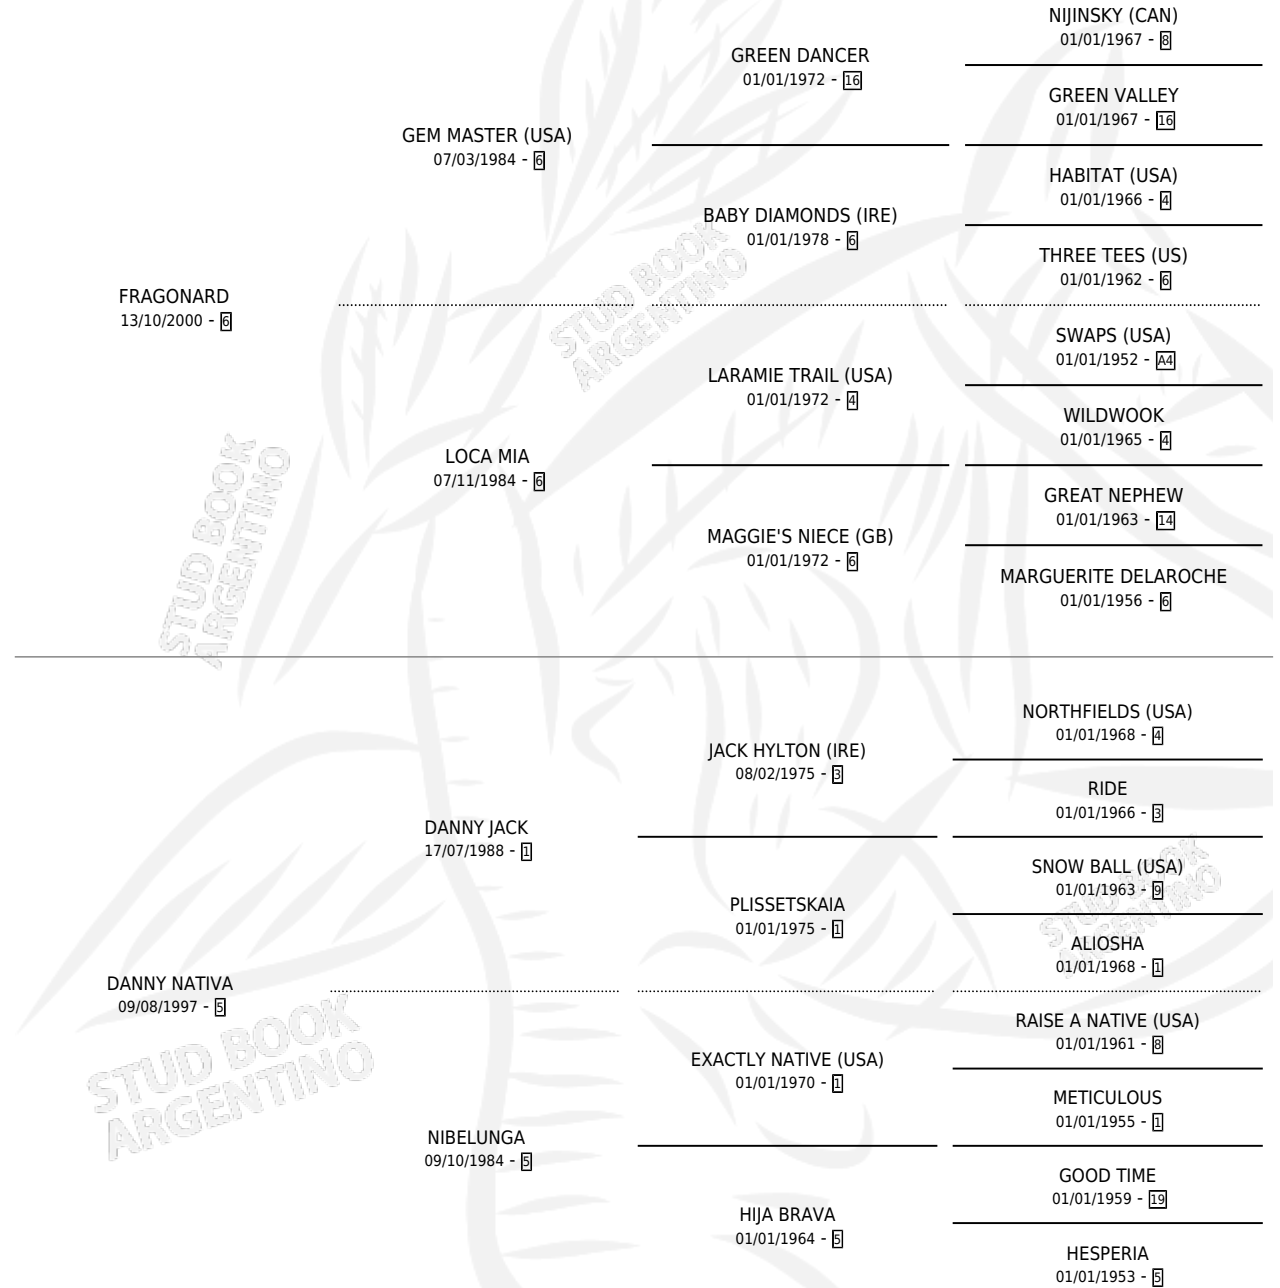 NIJINSKY (CAN)
01/01/1967 - 8
GREEN DANCER
01/01/1972 - 16
GREEN VALLEY
01/01/1967 - 16
GEM MASTER (USA)
07/03/1984 - 6
HABITAT (USA)
01/01/1966 - 4
BABY DIAMONDS (IRE)
01/01/1978 - 6
THREE TEES (US)
01/01/1962 - 6
FRAGONARD
13/10/2000 - 6
STUD BOOK
ARGENTINO
SWAPS (USA)
01/01/1952 - A4
LARAMIE TRAIL (USA)
01/01/1972 - 4
WILDWOOK
01/01/1965 - 4
LOCA MIA
07/11/1984 - 6
GREAT NEPHEW
01/01/1963 - 14
MAGGIE'S NIECE (GB)
01/01/1972 - 6
MARGUERITE DELAROCHE
01/01/1956 - 6
STUD BOOK
ARGENTINO
NORTHFIELDS (USA)
01/01/1968 - 4
JACK HYLTON (IRE)
08/02/1975 - 3
RIDE
01/01/1966 - 3
DANNY JACK
17/07/1988 - 1
SNOW BALL (USA)
01/01/1963 - 9
PLISSETSKAIA
01/01/1975 - 1
STUD BOOK
ARGENTINO
ALIOSHA
01/01/1968 - 1
DANNY NATIVA
09/08/1997 - 5
RAISE A NATIVE (USA)
01/01/1961 - 8
EXACTLY NATIVE (USA)
01/01/1970 - 1
METICULOUS
01/01/1955 - 1
STUD BOOK
ARGENTINO
NIBELUNGA
09/10/1984 - 5
GOOD TIME
01/01/1959 - 19
HIJA BRAVA
01/01/1964 - 5
HESPERIA
01/01/1953 - 5